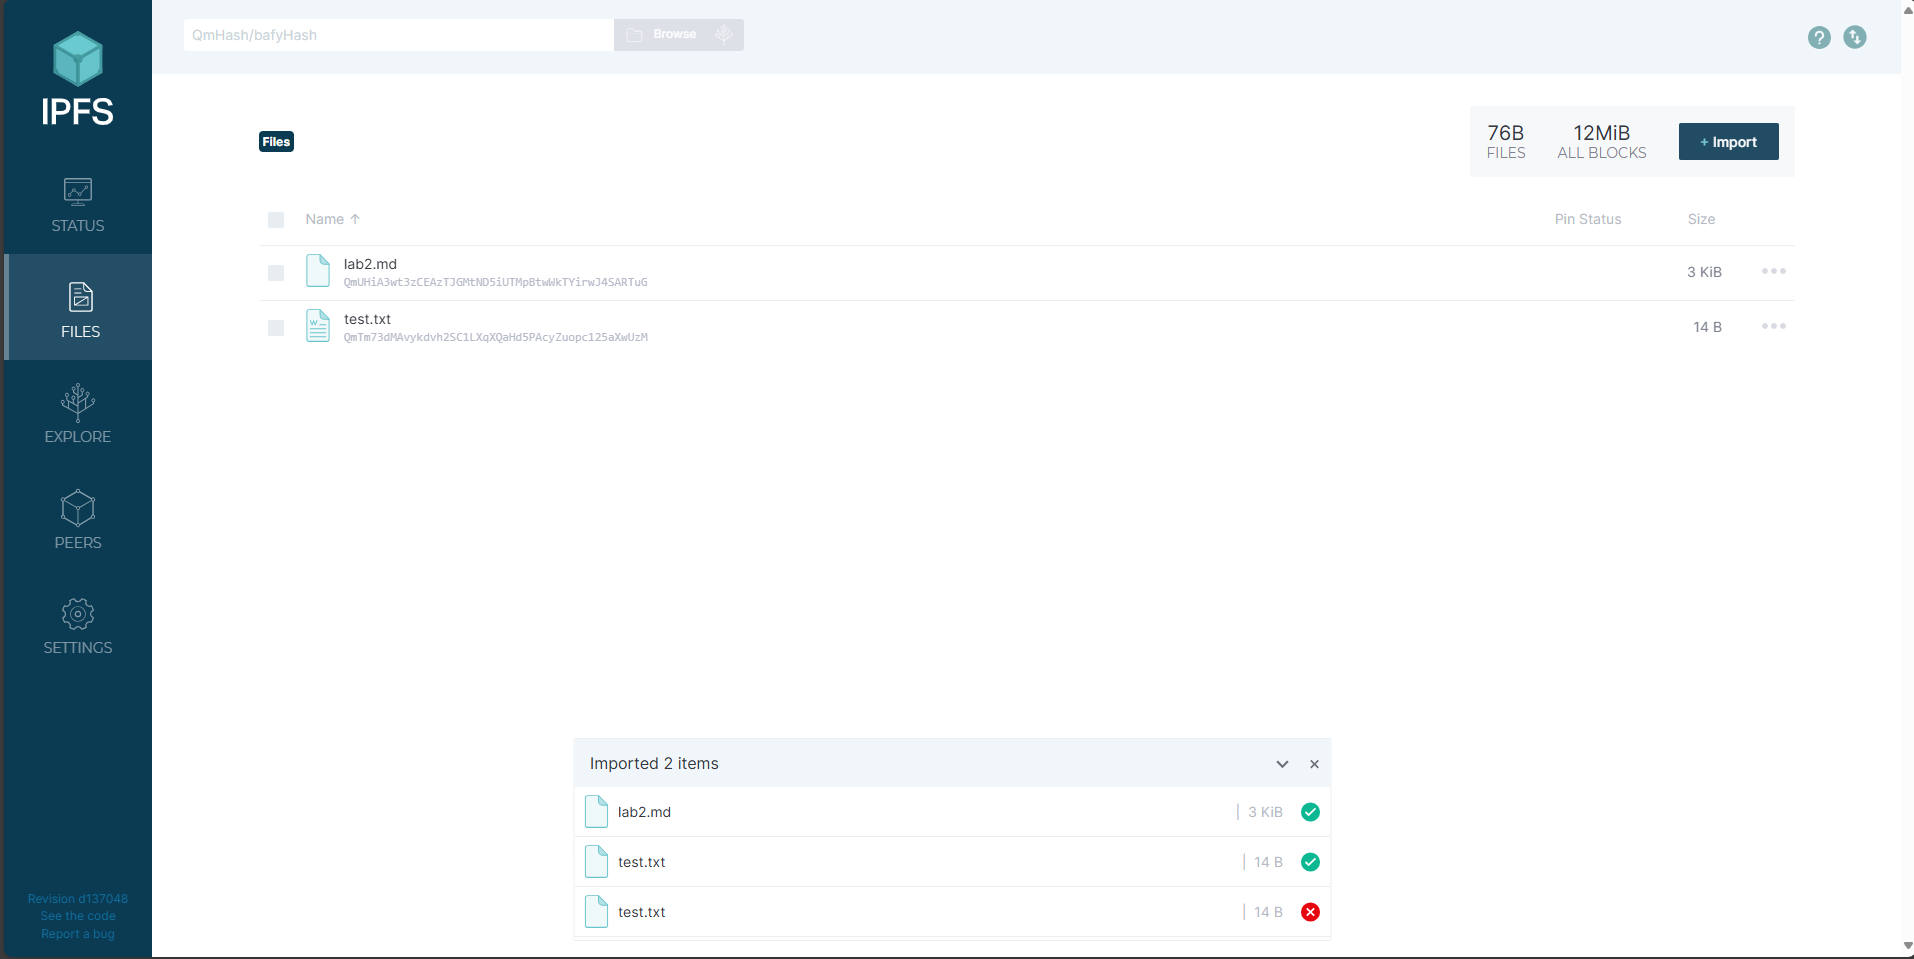 QmHash/bafyHash
Browse
IPFS
STATUS
FILES
EXPLORE
PEERS
SETTINGS
Revision d137048
See the code
Report a bug
Files
76B
FILES
12MiB
ALL BLOCKS
+ Import
Name ↑
Pin Status
Size
lab2.md
QmUHiA3wt3zCEAzTJGMtND5iUTMpBtwWkTYirwJ4SARTuG
3 KiB
test.txt
QmTm73dMAvykdvh2SC1LXqXQaHd5PAcyZuopc125aXwUzM
14 B
Imported 2 items
lab2.md
3 KiB
test.txt
14 B
test.txt
14 B